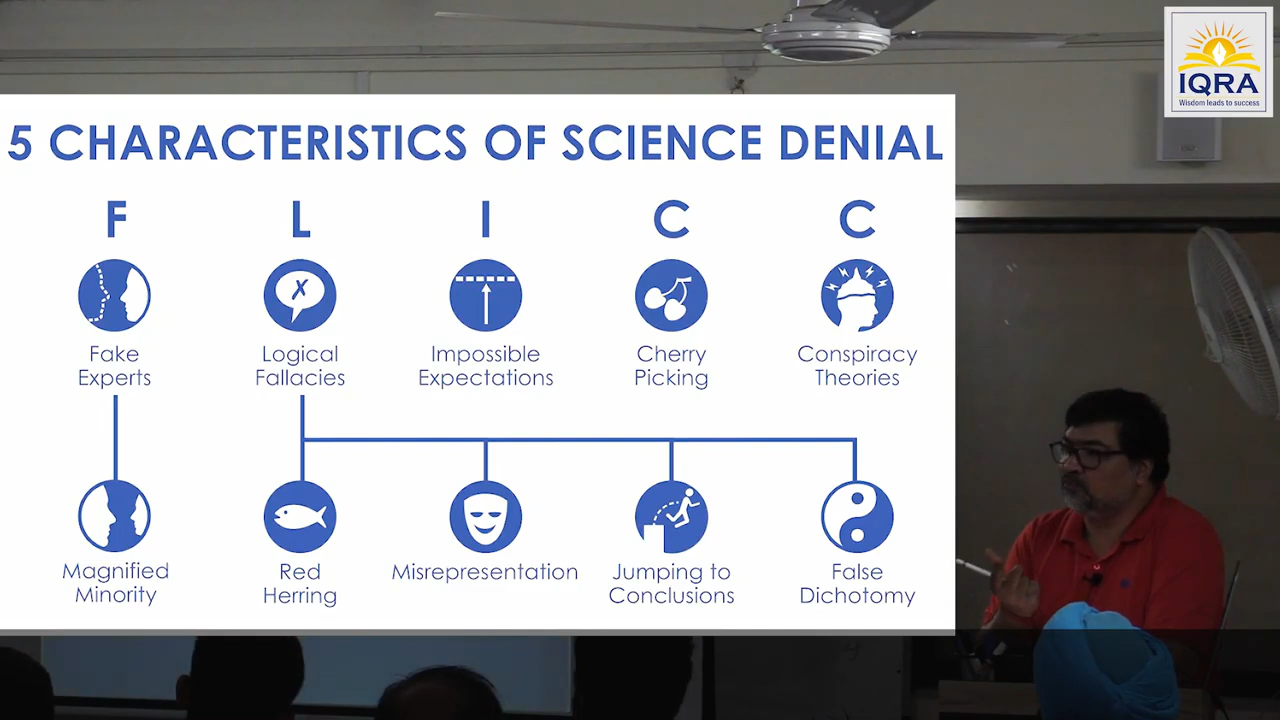 IQRA
Wisdom leads to success
5 CHARACTERISTICS OF SCIENCE DENIAL
F L I C C
Fake
Experts
Logical
Fallacies
Impossible
Expectations
Cherry
Picking
Conspiracy
Theories
Magnified
Minority
Red
Herring
Misrepresentation
Jumping to
Conclusions
False
Dichotomy